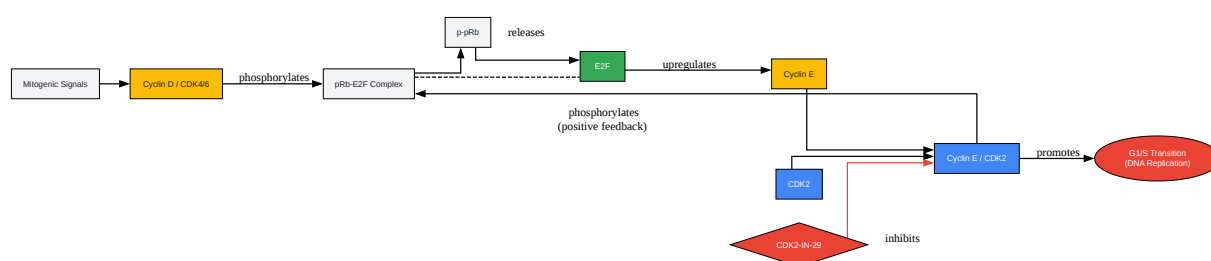 p-pRb
releases
E2F
upregulates
Cyclin E
Mitogenic Signals
Cyclin D / CDK4/6
phosphorylates
pRb-E2F Complex
phosphorylates
(positive feedback)
Cyclin E / CDK2
promotes
G1/S Transition
(DNA Replication)
CDK2
CDK2-IN-29
inhibits